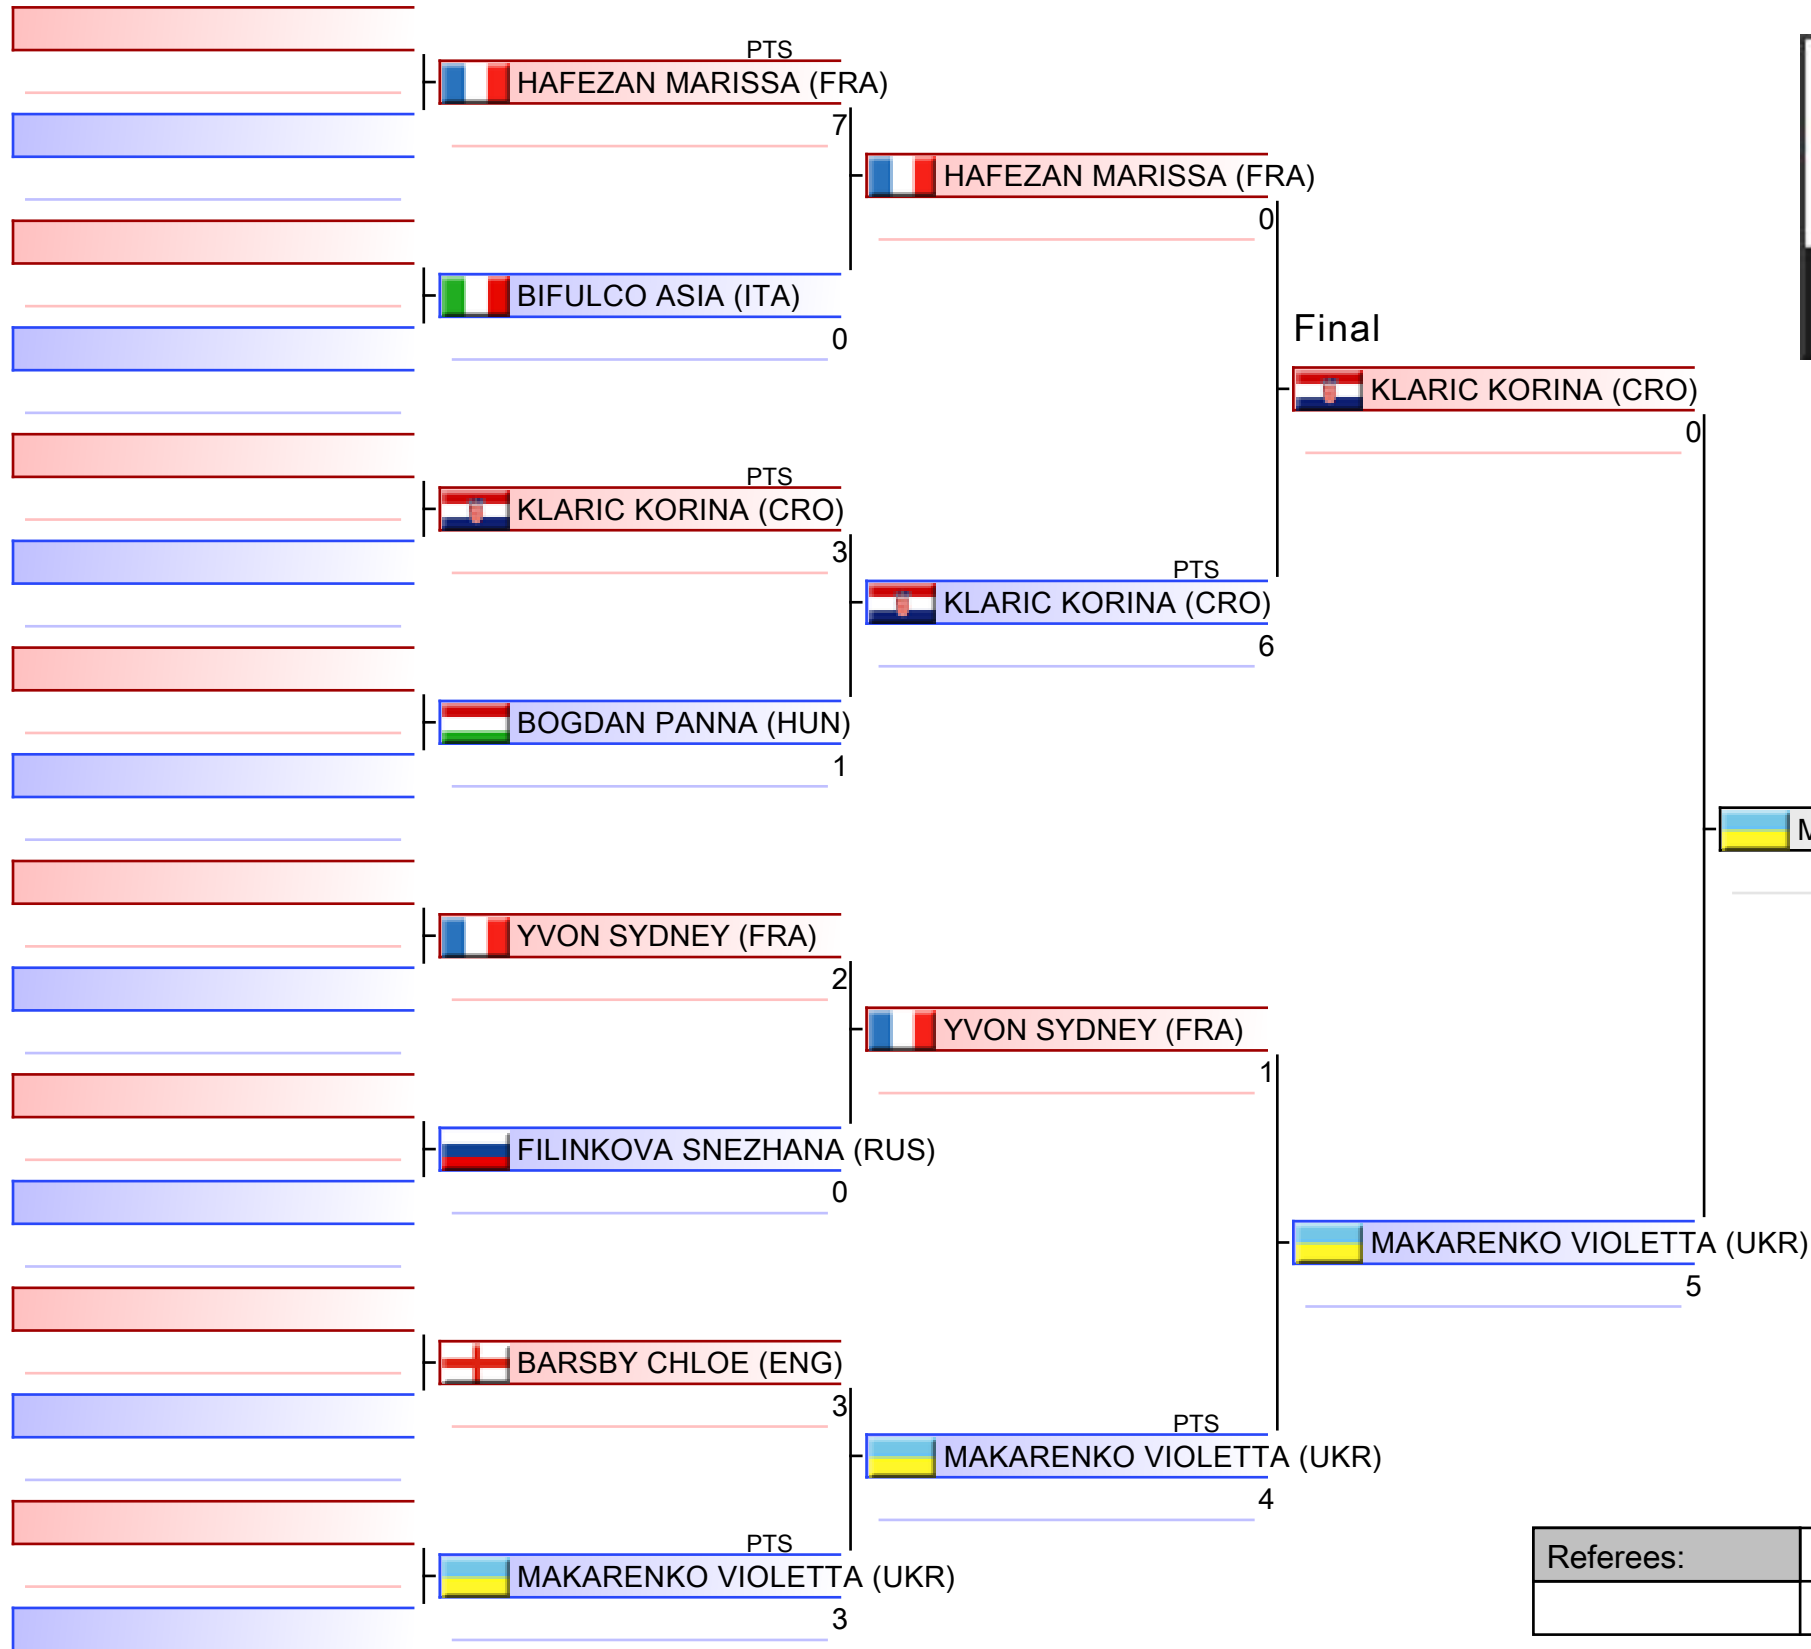 PTS
HAFEZAN MARISSA (FRA)
7
HAFEZAN MARISSA (FRA)
0
BIFULCO ASIA (ITA)
0
Final
KLARIC KORINA (CRO)
0
PTS
KLARIC KORINA (CRO)
3
PTS
KLARIC KORINA (CRO)
6
BOGDAN PANNA (HUN)
1
M
YVON SYDNEY (FRA)
2
YVON SYDNEY (FRA)
1
FILINKOVA SNEZHANA (RUS)
0
MAKARENKO VIOLETTA (UKR)
5
BARSBY CHLOE (ENG)
3
PTS
MAKARENKO VIOLETTA (UKR)
4
PTS
MAKARENKO VIOLETTA (UKR)
3
Referees: